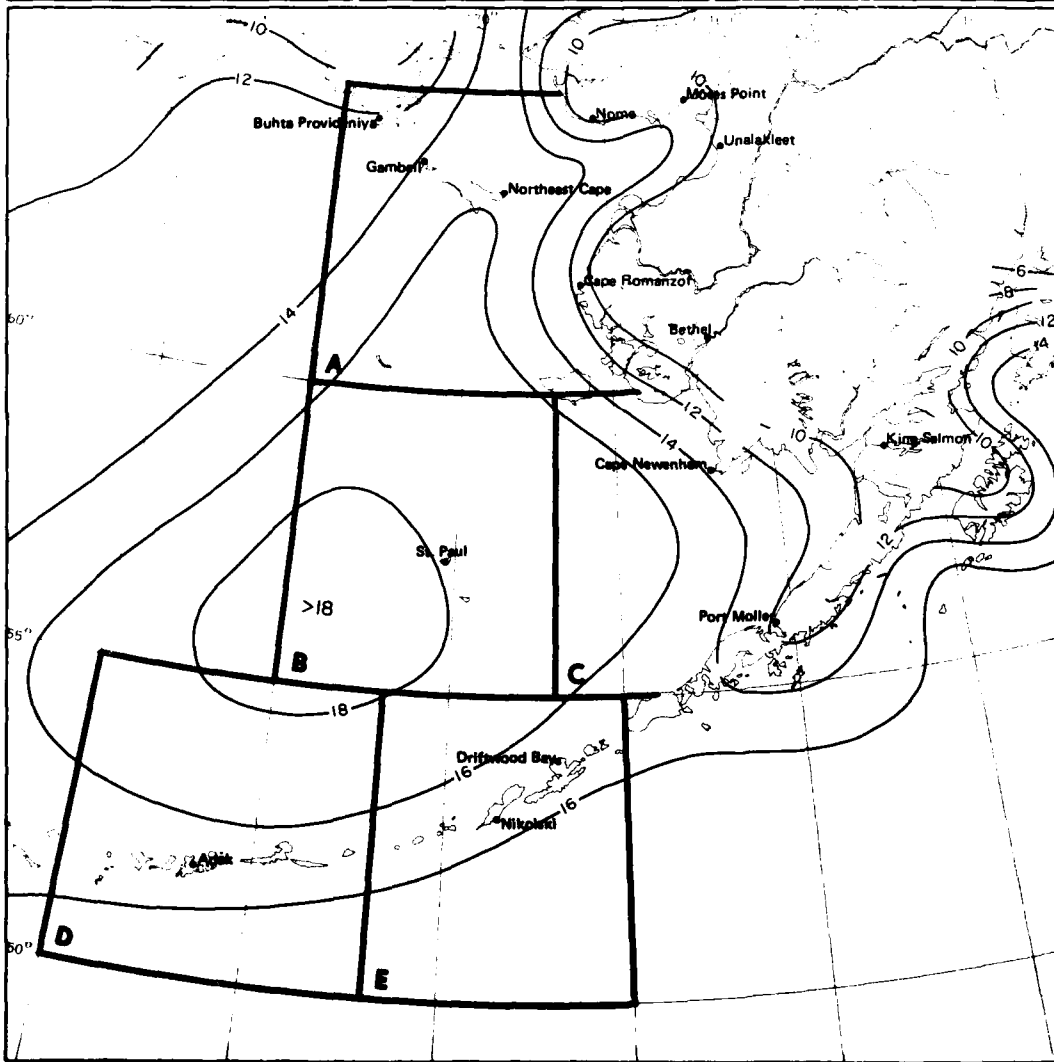 10
12
10
10
Moses Point
Nome
Buhta Provideniya
Unalakleet
Gambell
Northeast Cape
6
Cape Romanzof
8
14
60°
12
Bethel
10
14
A
12
10
King Salmon
14
10
Cape Newenham
12
St. Paul
>18
Port Moller
55°
B
C
18
Driftwood Bay
16
16
Nikolski
Adak
50°
D
E